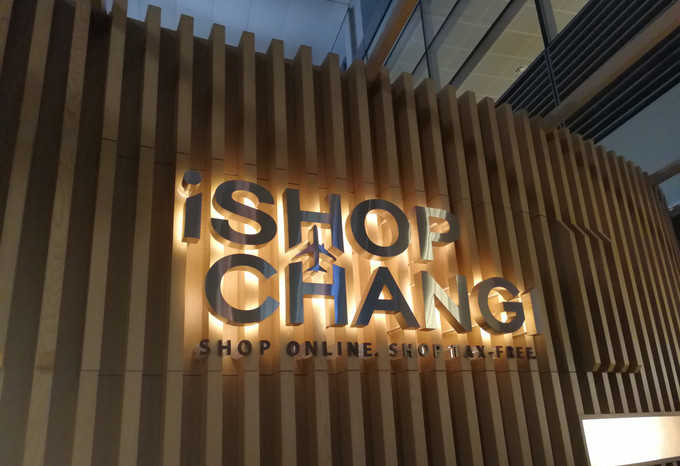 iSHOP
CHANGi
SHOP ONLINE. SHOP TAX-FREE.